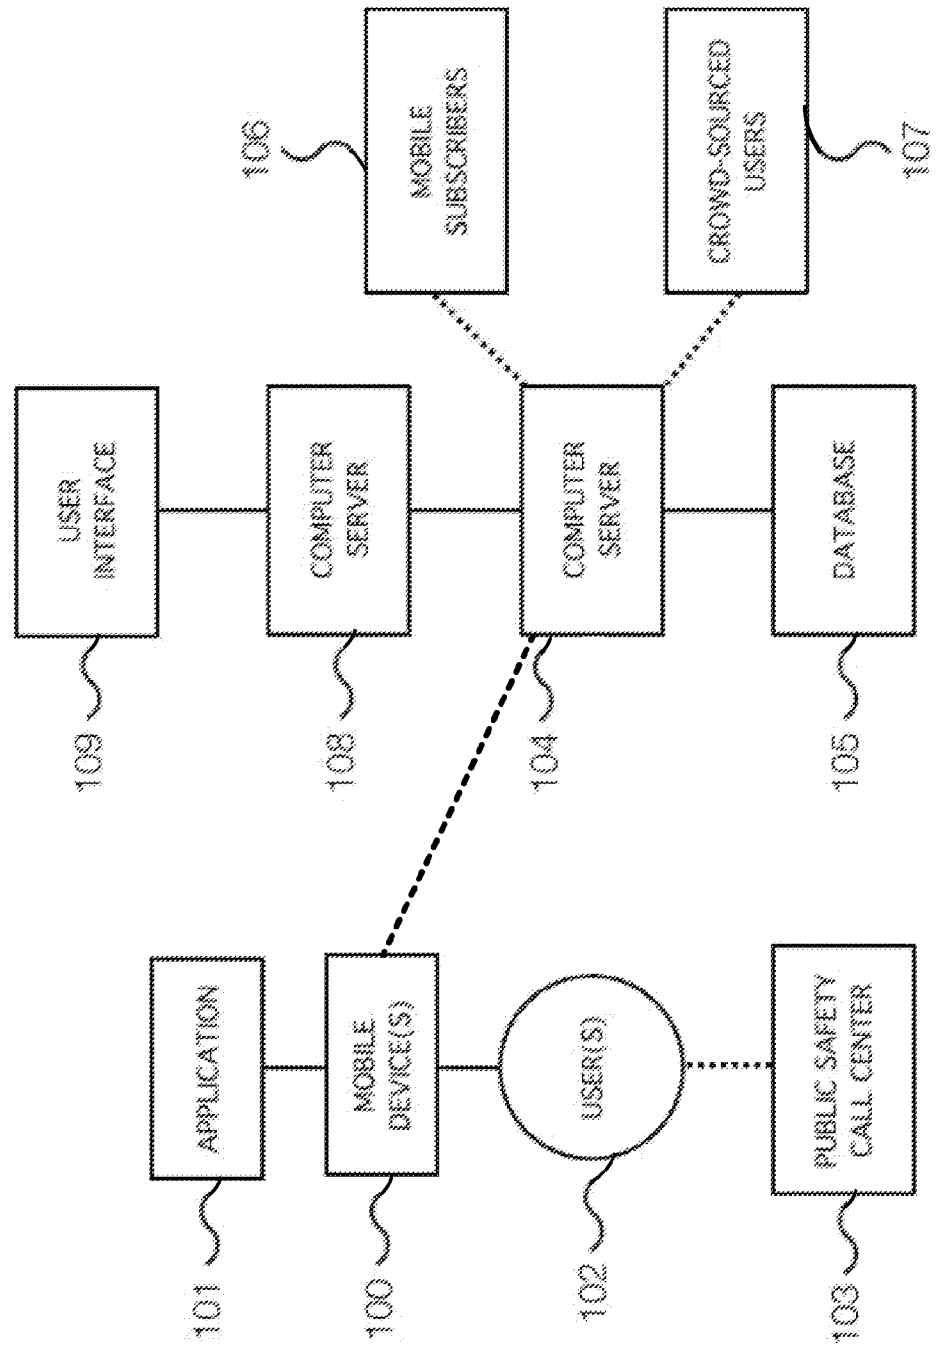 101
APPLICATION
100
MOBILE
DEVICE(S)
102
USER(S)
103
PUBLIC SAFETY
CALL CENTER
109
USER
INTERFACE
108
COMPUTER
SERVER
104
COMPUTER
SERVER
105
DATABASE
106
MOBILE
SUBSCRIBERS
107
CROWD-SOURCED
USERS